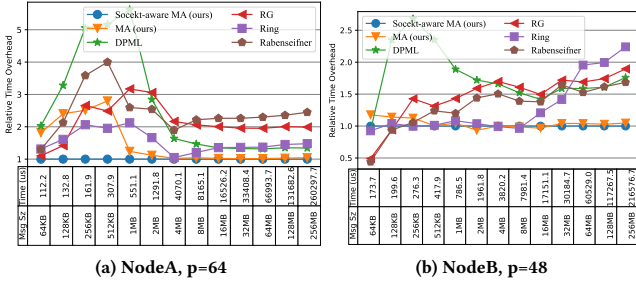 a
Socekt-aware MA (ours)
MA (ours)
DPML
RG
Ring
Rabenseifner
Relative Time Overhead
5
4
3
2
1
Time (us)
112.2
132.8
161.9
307.9
551.1
1291.8
4070.1
8165.1
16526.2
33408.4
66993.7
131682.6
260297.7
Msg Sz
64KB
128KB
256KB
512KB
1MB
2MB
4MB
8MB
16MB
32MB
64MB
128MB
256MB
(a) NodeA, p=64
b
Socekt-aware MA (ours)
MA (ours)
DPML
RG
Ring
Rabenseifner
Relative Time Overhead
2.5
2.0
1.5
1.0
0.5
Time (us)
173.7
199.6
276.3
417.9
786.5
1961.8
3820.2
7981.4
17151.1
30184.7
60529.0
117267.5
216576.7
Msg Sz
64KB
128KB
256KB
512KB
1MB
2MB
4MB
8MB
16MB
32MB
64MB
128MB
256MB
(b) NodeB, p=48